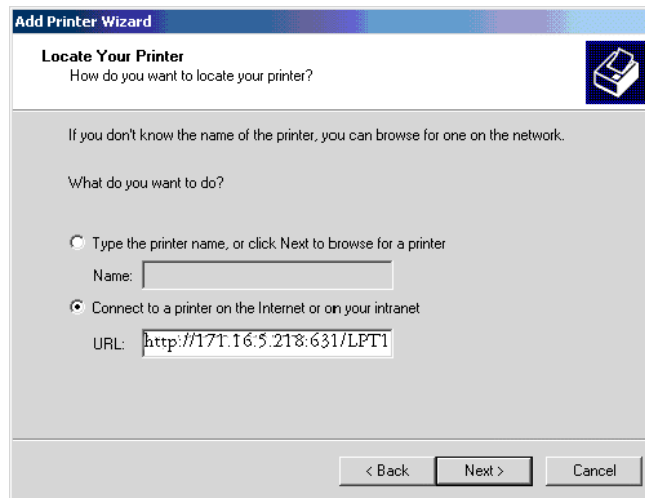 Add Printer Wizard
Locate Your Printer
How do you want to locate your printer?
If you don't know the name of the printer, you can browse for one on the network.
What do you want to do?
Type the printer name, or click Next to browse for a printer
Name:
Connect to a printer on the Internet or on your intranet
URL: http://171.16.5.218:631/LPT1
< Back Next > Cancel